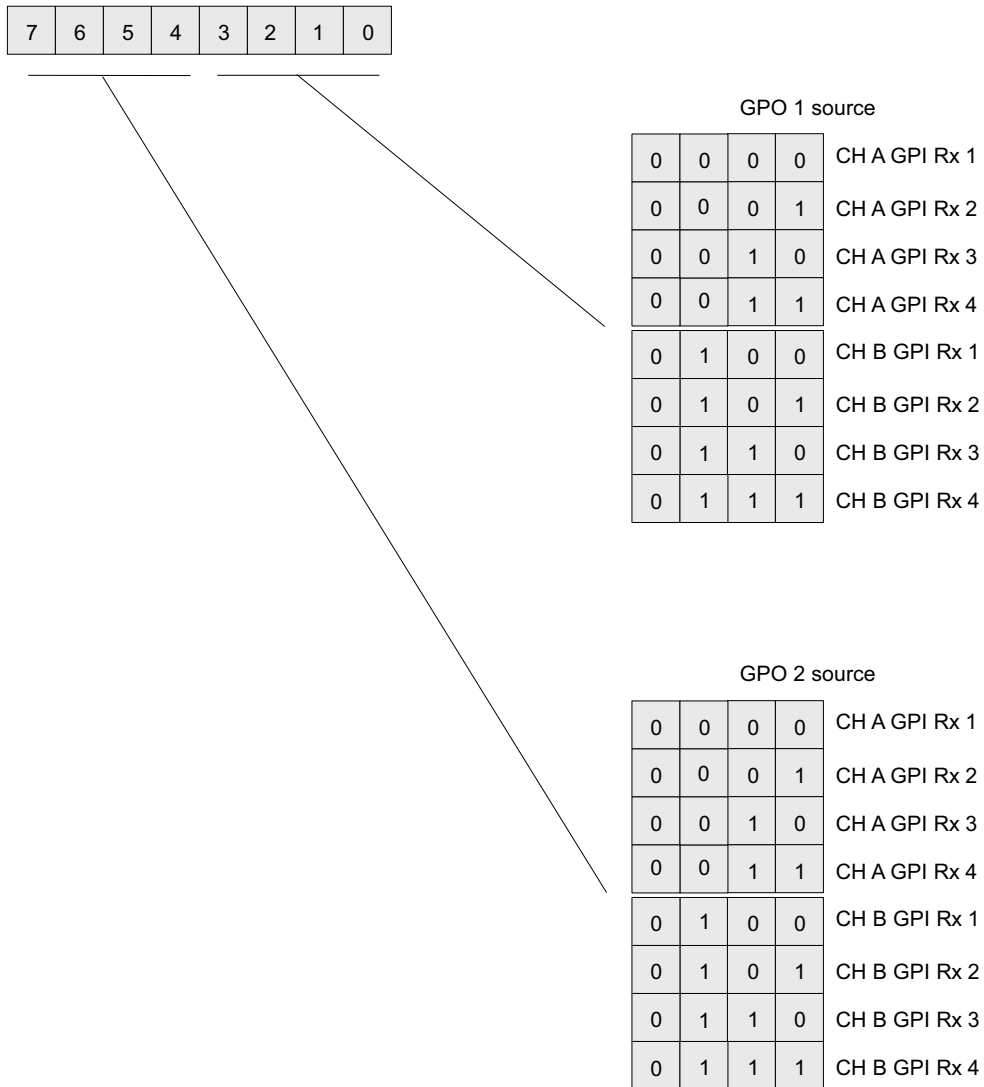 7 6 5 4 3 2 1 0
GPO 1 source
0 0 0 0 CH A GPI Rx 1
0 0 0 1 CH A GPI Rx 2
0 0 1 0 CH A GPI Rx 3
0 0 1 1 CH A GPI Rx 4
0 1 0 0 CH B GPI Rx 1
0 1 0 1 CH B GPI Rx 2
0 1 1 0 CH B GPI Rx 3
0 1 1 1 CH B GPI Rx 4
GPO 2 source
0 0 0 0 CH A GPI Rx 1
0 0 0 1 CH A GPI Rx 2
0 0 1 0 CH A GPI Rx 3
0 0 1 1 CH A GPI Rx 4
0 1 0 0 CH B GPI Rx 1
0 1 0 1 CH B GPI Rx 2
0 1 1 0 CH B GPI Rx 3
0 1 1 1 CH B GPI Rx 4